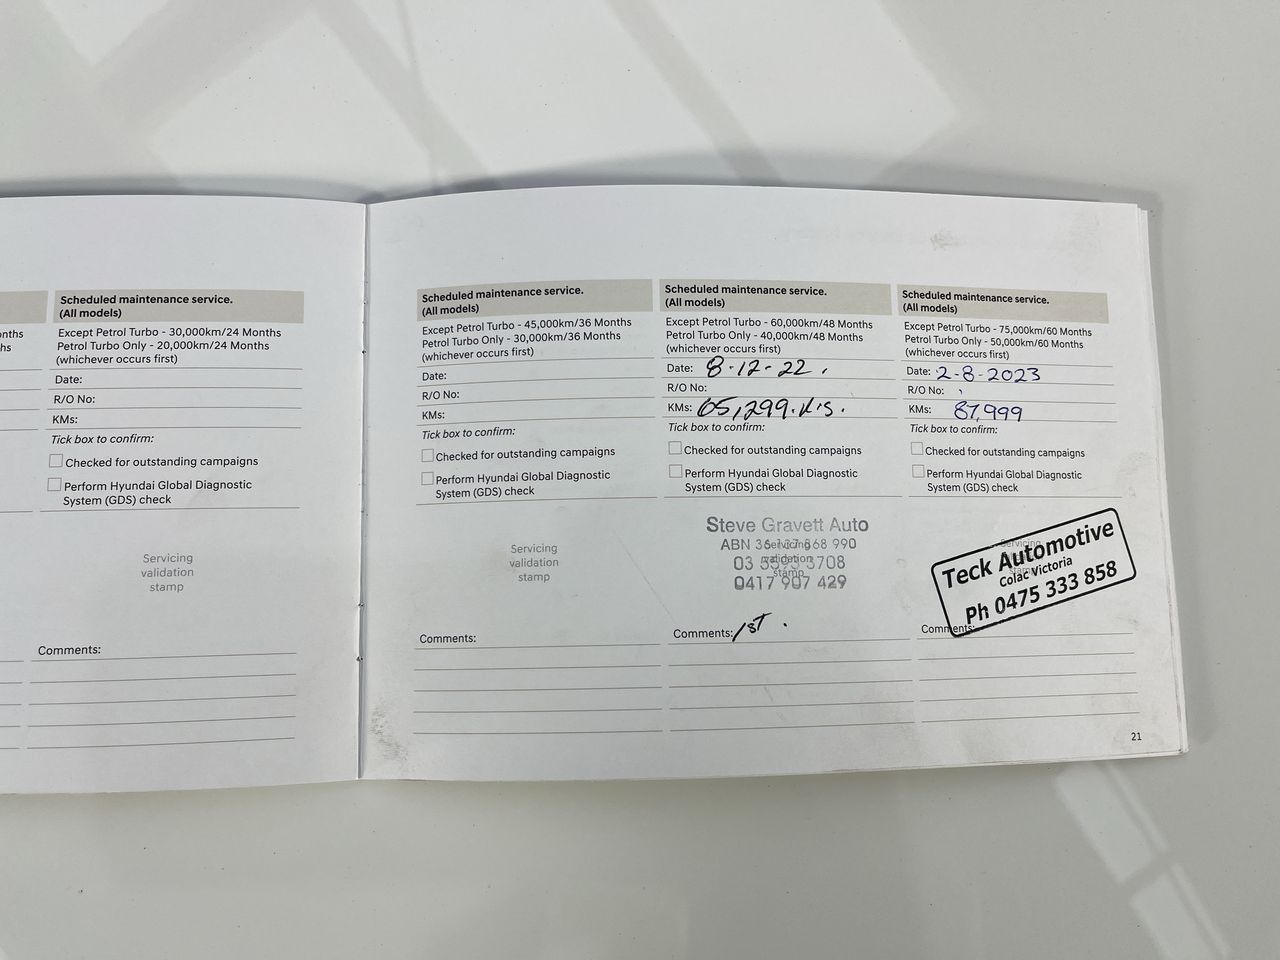 onths
hs
Scheduled maintenance service.
(All models)
Except Petrol Turbo - 30,000km/24 Months
Petrol Turbo Only - 20,000km/24 Months
(whichever occurs first)
Date:
R/O No:
KMs:
Tick box to confirm:
Checked for outstanding campaigns
Perform Hyundai Global Diagnostic
System (GDS) check
Servicing
validation
stamp
Comments:
Scheduled maintenance service.
(All models)
Except Petrol Turbo - 45,000km/36 Months
Petrol Turbo Only - 30,000km/36 Months
(whichever occurs first)
Date:
R/O No:
KMs:
Tick box to confirm:
Checked for outstanding campaigns
Perform Hyundai Global Diagnostic
System (GDS) check
Servicing
validation
stamp
Comments:
Scheduled maintenance service.
(All models)
Except Petrol Turbo - 60,000km/48 Months
Petrol Turbo Only - 40,000km/48 Months
(whichever occurs first)
Date: 8-12-22.
R/O No:
KMs: 65,299.
Tick box to confirm:
Checked for outstanding campaigns
Perform Hyundai Global Diagnostic
System (GDS) check
Steve Gravett Auto
ABN 990
Servicing
validation
stamp
0417 907 429
Comments: 1ST.
Scheduled maintenance service.
(All models)
Except Petrol Turbo - 75,000km/60 Months
Petrol Turbo Only - 50,000km/60 Months
(whichever occurs first)
Date: 2-8-2023
R/O No:
KMs: 87,999
Tick box to confirm:
Checked for outstanding campaigns
Perform Hyundai Global Diagnostic
System (GDS) check
Servicing
Teck Automotive
Colac Victoria
Ph 0475 333 858
Comments:
21